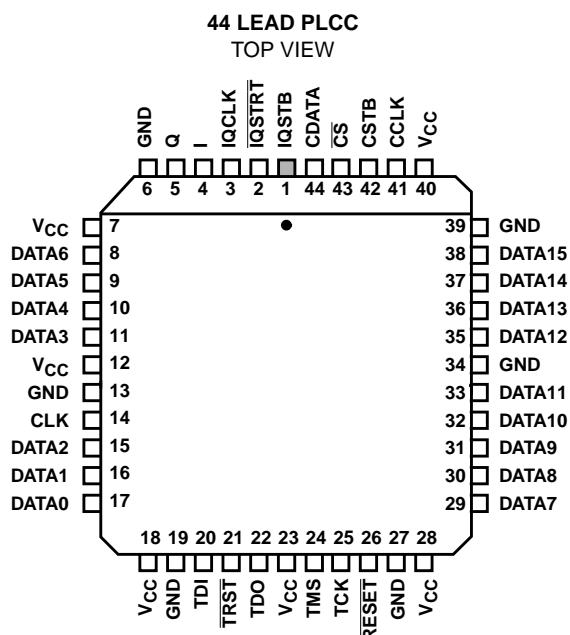 44 LEAD PLCC
TOP VIEW
GND
Q
I
IQCLK
IQSTRT
IQSTB
CDATA
CS
CSTB
CCLK
VCC
6 5 4 3 2 1 44 43 42 41 40
VCC 7
DATA6 8
DATA5 9
DATA4 10
DATA3 11
VCC 12
GND 13
CLK 14
DATA2 15
DATA1 16
DATA0 17
39 GND
38 DATA15
37 DATA14
36 DATA13
35 DATA12
34 GND
33 DATA11
32 DATA10
31 DATA9
30 DATA8
29 DATA7
18 19 20 21 22 23 24 25 26 27 28
VCC
GND
TDI
TRST
TDO
VCC
TMS
TCK
RESET
GND
VCC